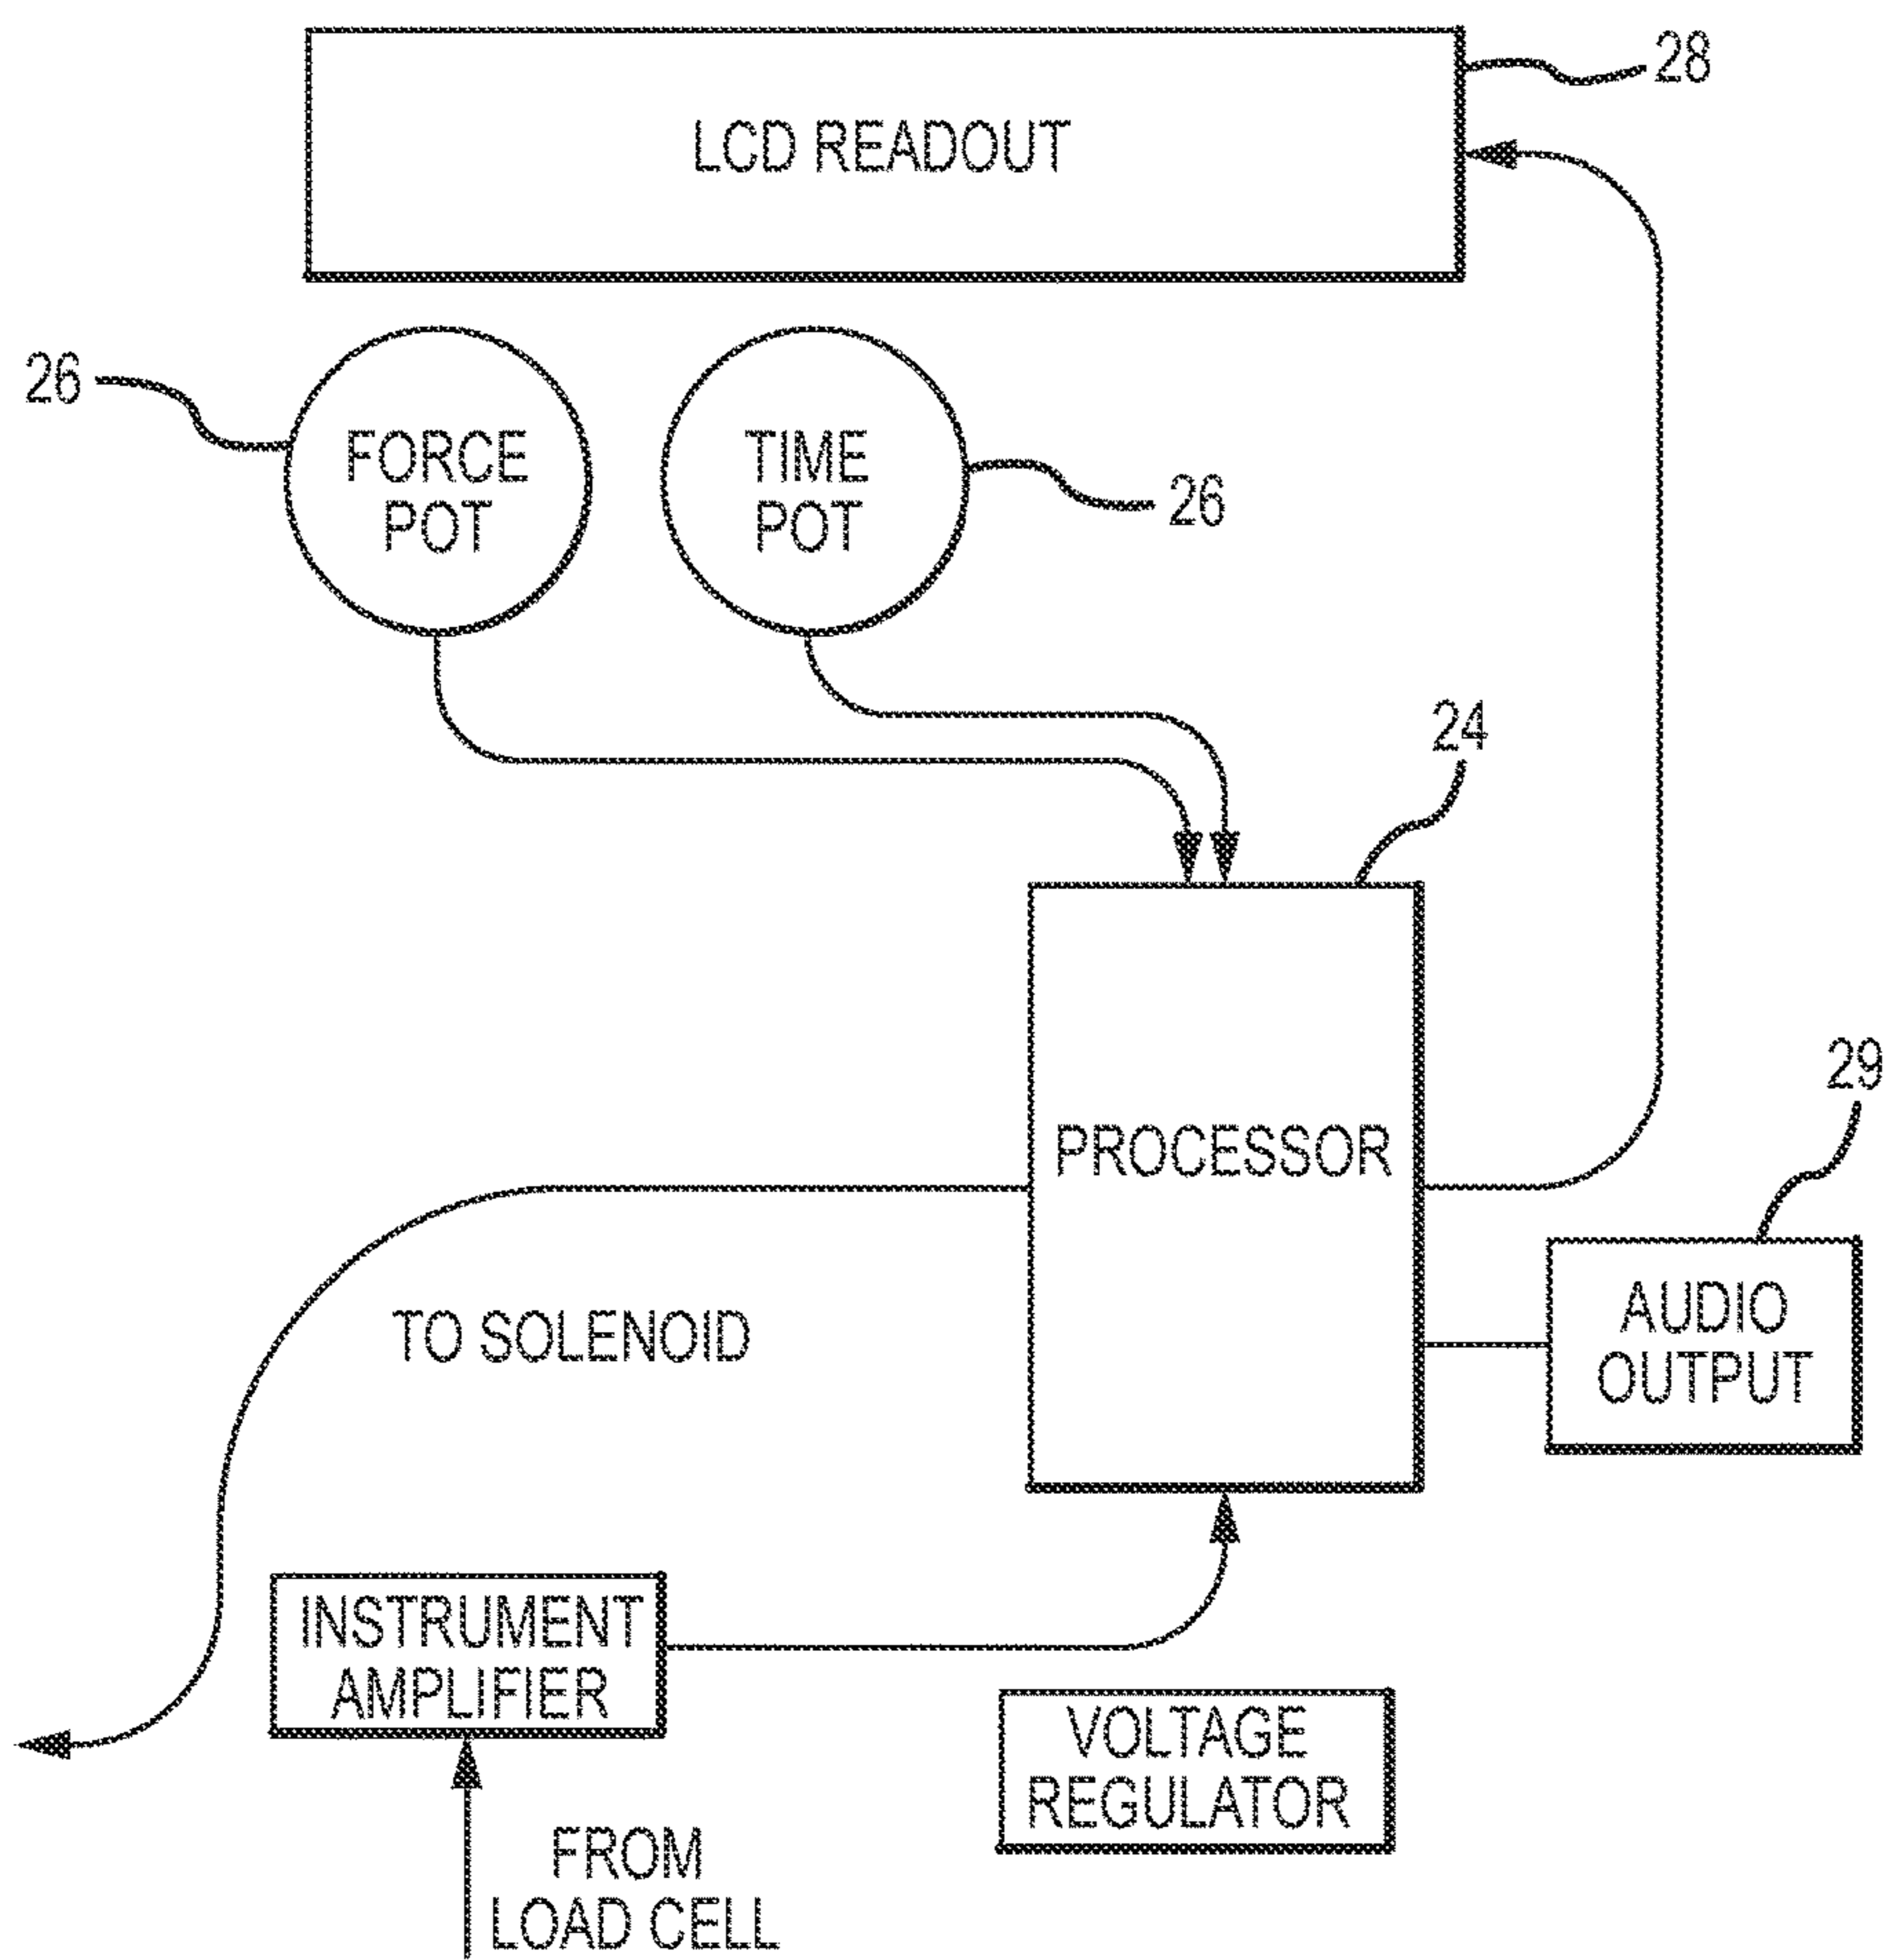 28
LCD READOUT
26
FORCE
POT
TIME
POT
26
24
PROCESSOR
29
AUDIO
OUTPUT
TO SOLENOID
INSTRUMENT
AMPLIFIER
VOLTAGE
REGULATOR
FROM
LOAD CELL